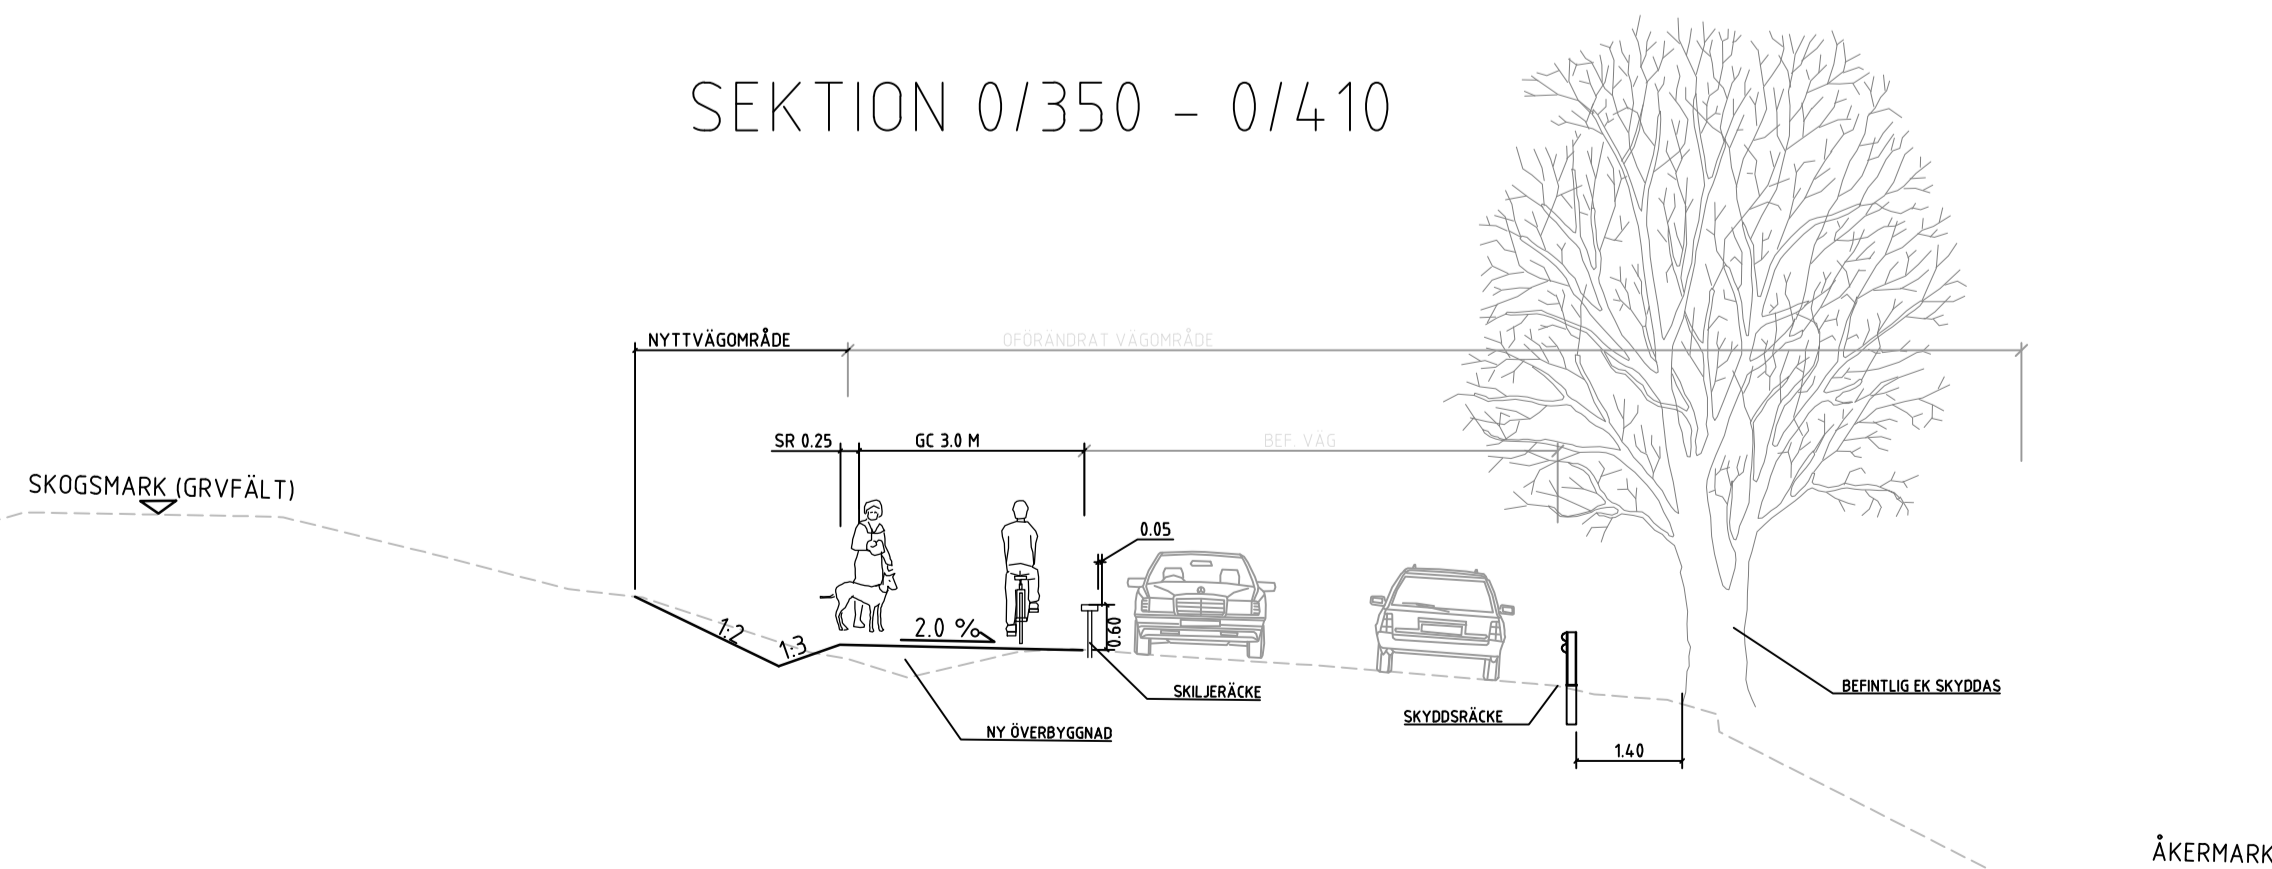 SEKTION 0/350 - 0/410
NYTTVÄGOMRÅDE
OFÖRÄNDRAT VÄGOMRÅDE
SR 0.25
GC 3.0 M
BEF. VÄG
SKOGSMARK (GRVFÄLT)
0.05
1:2
1:3
2.0 %
0.60
SKILJERÄCKE
BEFINTLIG EK SKYDDAS
SKYDDSRÄCKE
NY ÖVERBYGGNAD
1.40
ÅKERMARK